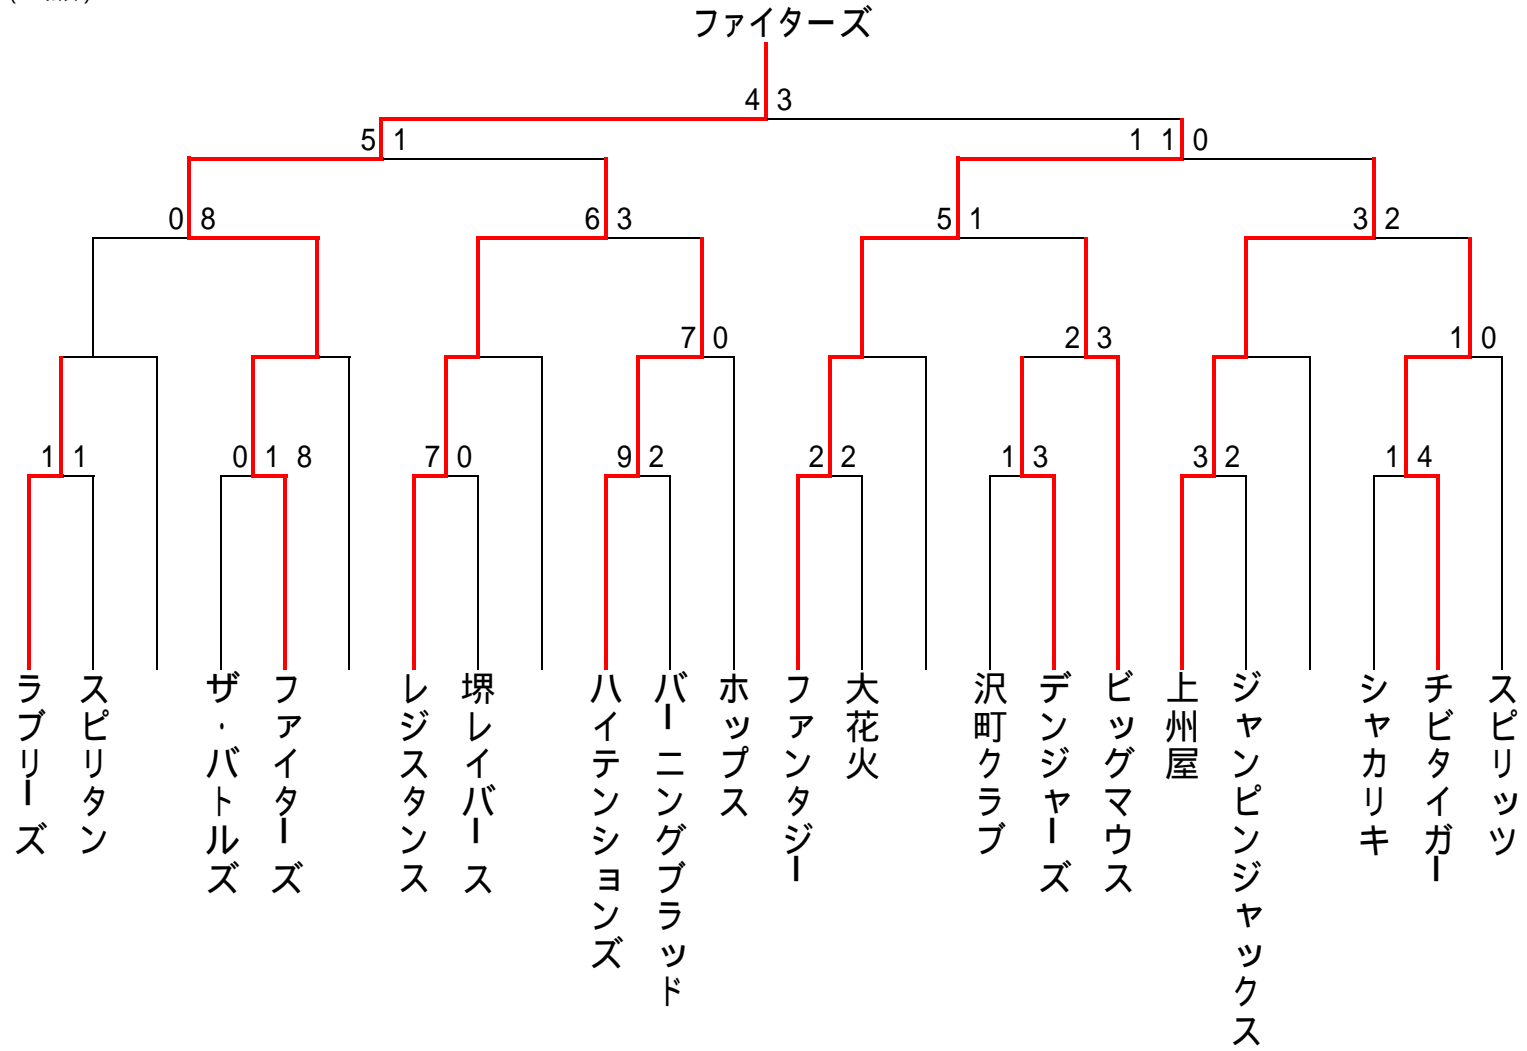 ファイターズ
4 3
5 1
1 1 0
0 8
6 3
5 1
3 2
7 0
2 3
1 0
1 1
0 1 8
7 0
9 2
2 2
1 3
3 2
1 4
ラブリーズ
スピリタン
ザ・バトルズ
ファイターズ
レジスタンス
堺レイバース
ハイテンションズ
バーニングブラッド
ホップス
ファンタジー
大花火
沢町クラブ
デンジャーズ
ビッグマウス
上州屋
ジャンピンジャックス
シャカリキ
チビタイガー
スピリッツ